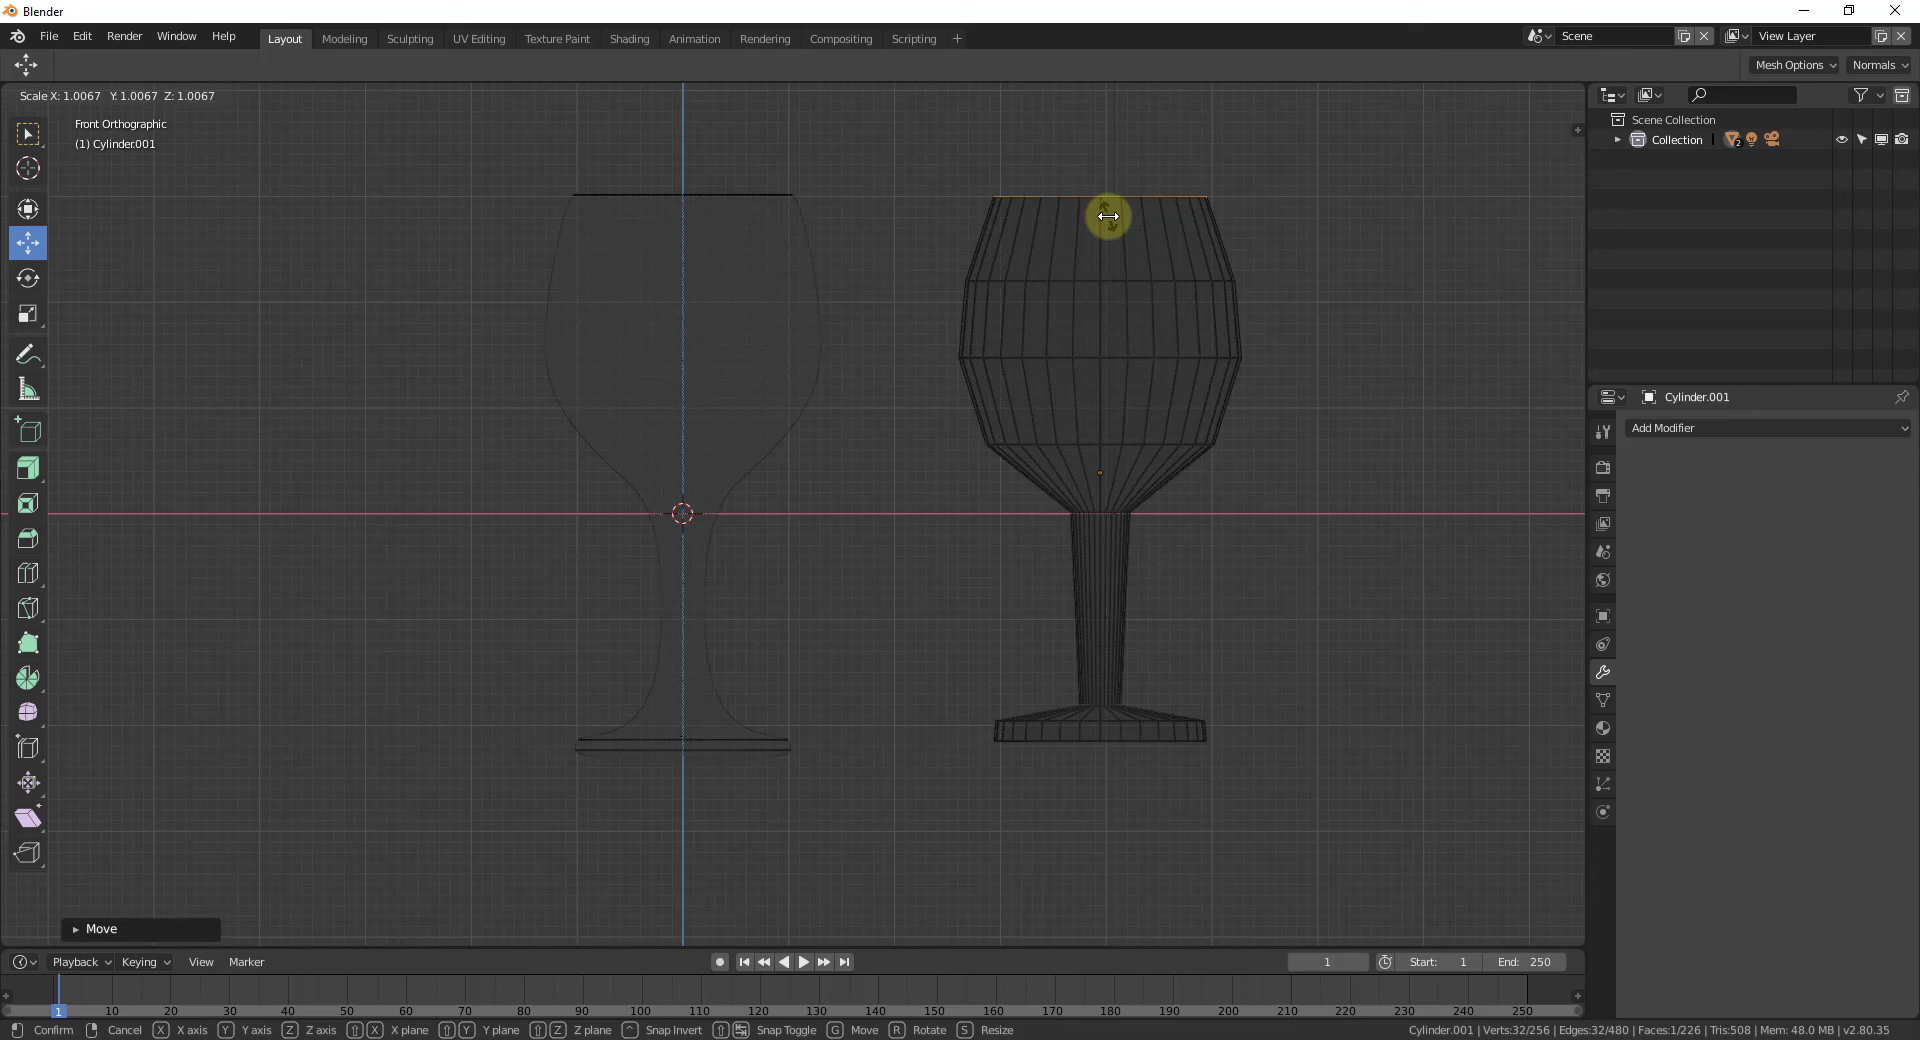 Blender
File Edit Render Window Help Layout Modeling Sculpting UV Editing Texture Paint Shading Animation Rendering Compositing Scripting + Scene View Layer
Mesh Options Normals
Scale X: 1.0067 Y: 1.0067 Z: 1.0067
Front Orthographic
(1) Cylinder.001
Scene Collection
Collection 2
Cylinder.001
Add Modifier
Move
Playback Keying View Marker 1 Start: 1 End: 250
1 10 20 30 40 50 60 70 80 90 100 110 120 130 140 150 160 170 180 190 200 210 220 230 240 250
Confirm Cancel X X axis Y Y axis Z Z axis X X plane Y Y plane Z Z plane ^ Snap Invert Snap Toggle G Move R Rotate S Resize Cylinder.001 | Verts:32/256 | Edges:32/480 | Faces:1/226 | Tris:508 | Mem: 48.0 MB | v2.80.35